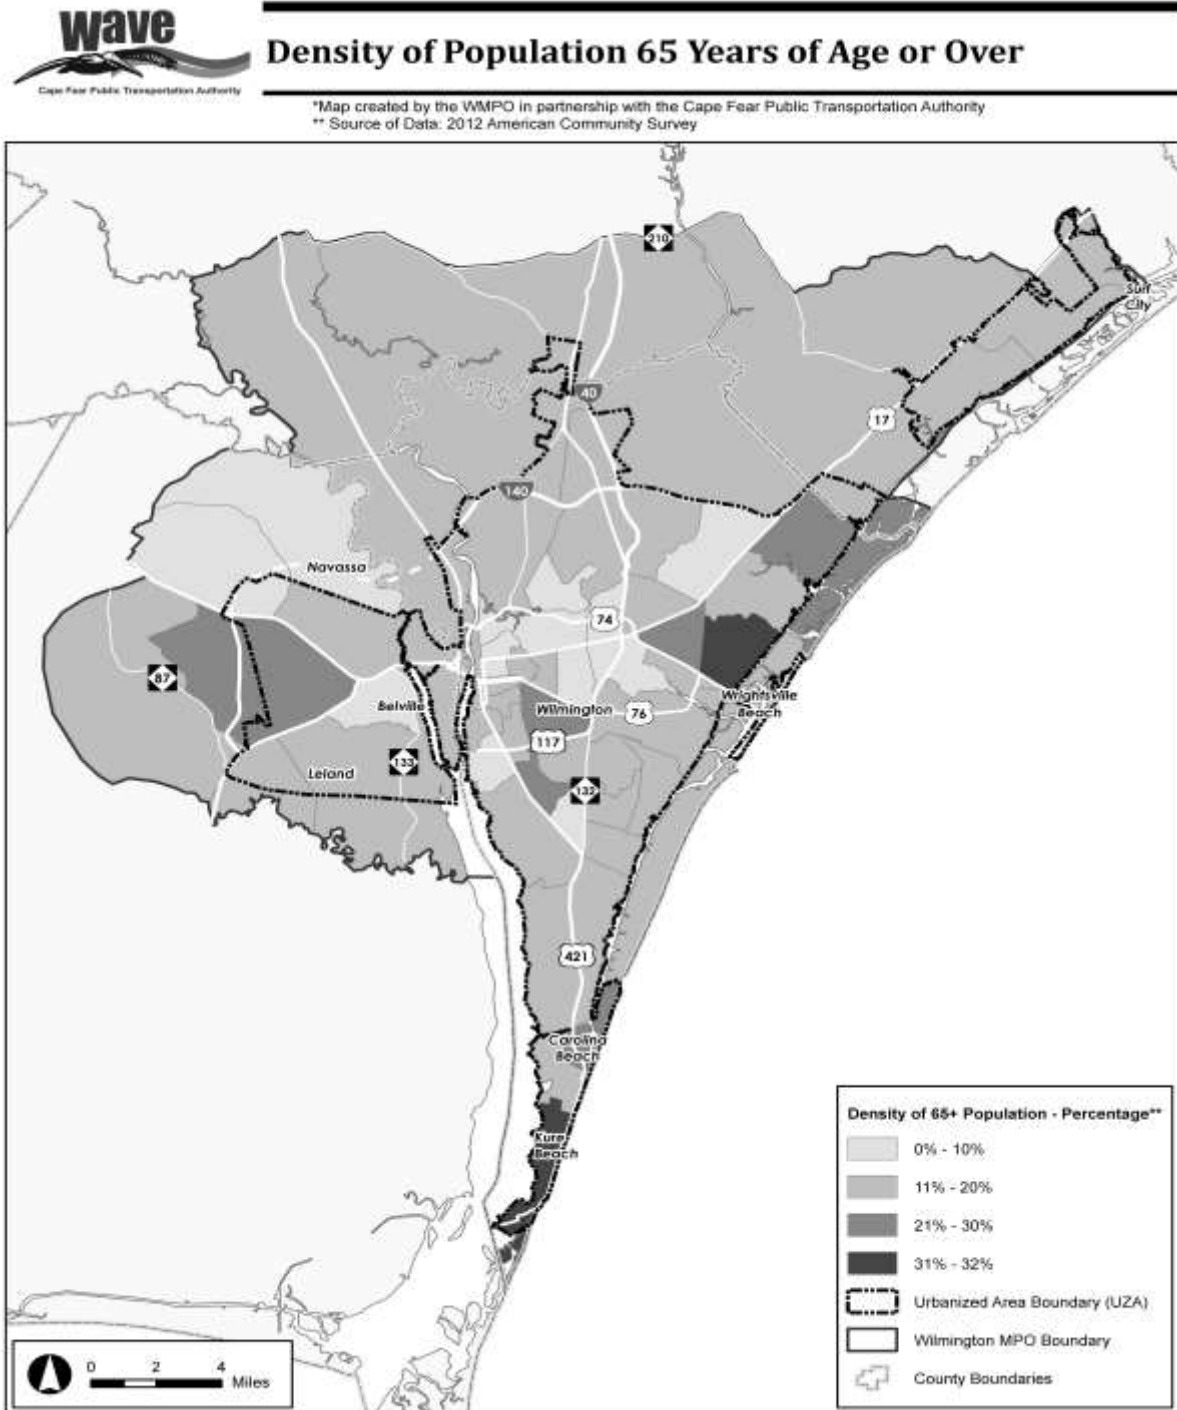 wave
Cape Fear Public Transportation Authority
Density of Population 65 Years of Age or Over
*Map created by the WMPO in partnership with the Cape Fear Public Transportation Authority
** Source of Data: 2012 American Community Survey
210
Surf
City
40
17
140
Navassa
74
87
Wrightsville
Beach
Belville
Wilmington
76
117
Leland
133
132
421
Carolina
Beach
Kure
Beach
Density of 65+ Population - Percentage**
0% - 10%
11% - 20%
21% - 30%
31% - 32%
Urbanized Area Boundary (UZA)
Wilmington MPO Boundary
County Boundaries
0 2 4
Miles